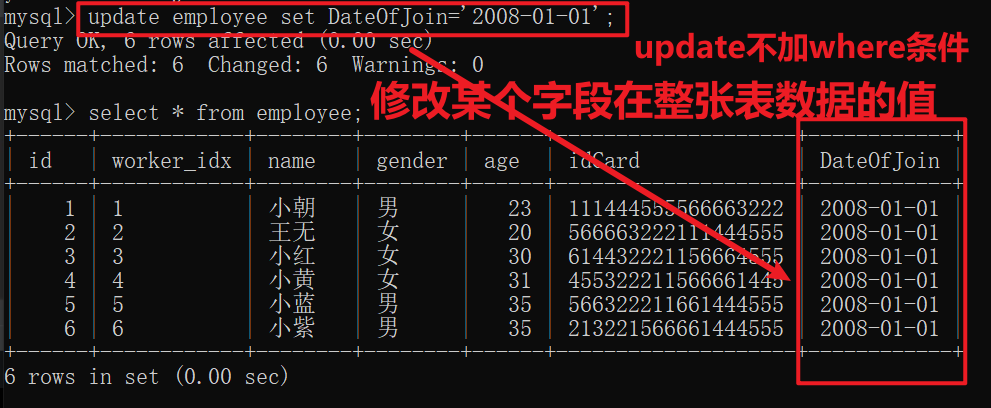 mysql> update employee set DateOfJoin='2008-01-01';
Query OK, 6 rows affected (0.00 sec)
update不加where条件
Rows matched: 6  Changed: 6  Warnings: 0
修改某个字段在整张表数据的值
mysql> select * from employee;
| id | worker_idx | name | gender | age | idCard | DateOfJoin |
| 1 | 1 | 小朝 | 男 | 23 | 111444555566663222 | 2008-01-01 |
| 2 | 2 | 王无 | 女 | 20 | 566663222111444555 | 2008-01-01 |
| 3 | 3 | 小红 | 女 | 30 | 614432221156664555 | 2008-01-01 |
| 4 | 4 | 小黄 | 女 | 31 | 455322211566661445 | 2008-01-01 |
| 5 | 5 | 小蓝 | 男 | 35 | 566322211661444555 | 2008-01-01 |
| 6 | 6 | 小紫 | 男 | 35 | 213221566661444555 | 2008-01-01 |
6 rows in set (0.00 sec)